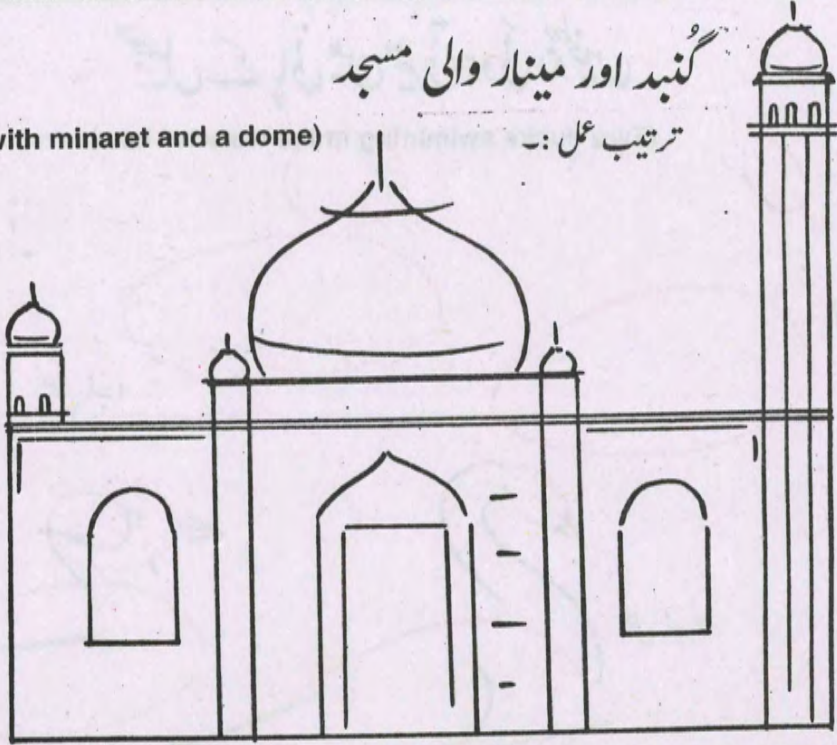 گنبد اور مینار والی مسجد
with minaret and a dome)
ترتیب عمل :۔